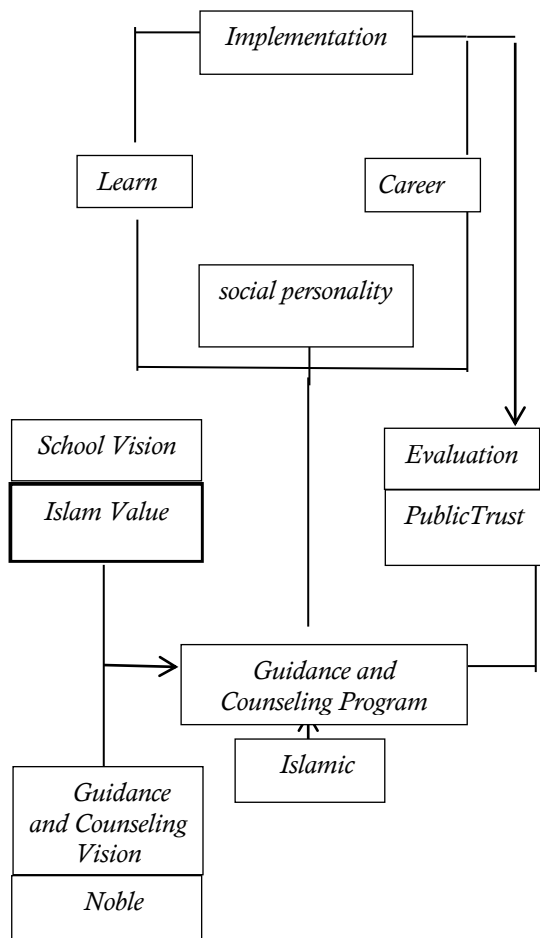 Implementation
Learn
Career
social personality
School Vision
Islam Value
Evaluation
PublicTrust
Guidance and
Counseling Program
Islamic
Guidance
and Counseling
Vision
Noble